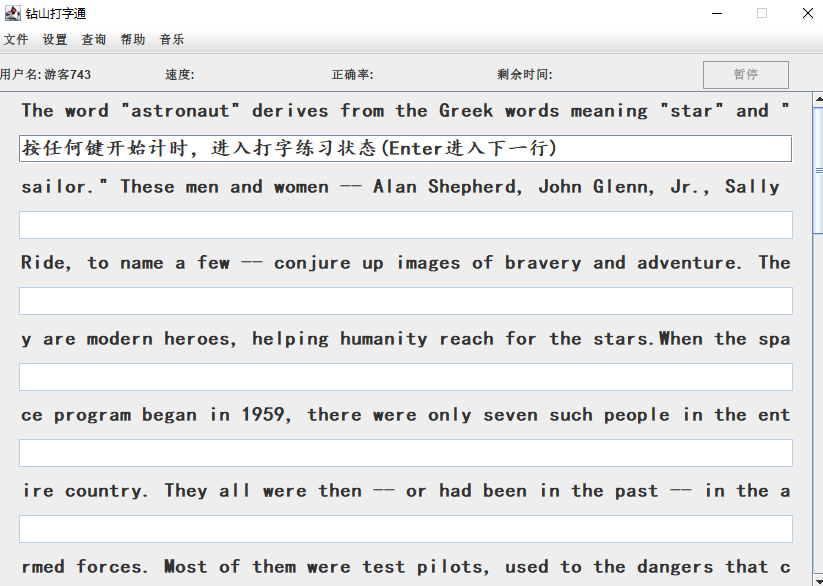 钻山打字通
文件 设置 查询 帮助 音乐
用户名:游客743 速度: 正确率: 剩余时间: 暂停
The word "astronaut" derives from the Greek words meaning "star" and "
按任何键开始计时，进入打字练习状态(Enter进入下一行)
sailor." These men and women -- Alan Shepherd, John Glenn, Jr., Sally
Ride, to name a few -- conjure up images of bravery and adventure. The
y are modern heroes, helping humanity reach for the stars.When the spa
ce program began in 1959, there were only seven such people in the ent
ire country. They all were then -- or had been in the past -- in the a
rmed forces. Most of them were test pilots, used to the dangers that c